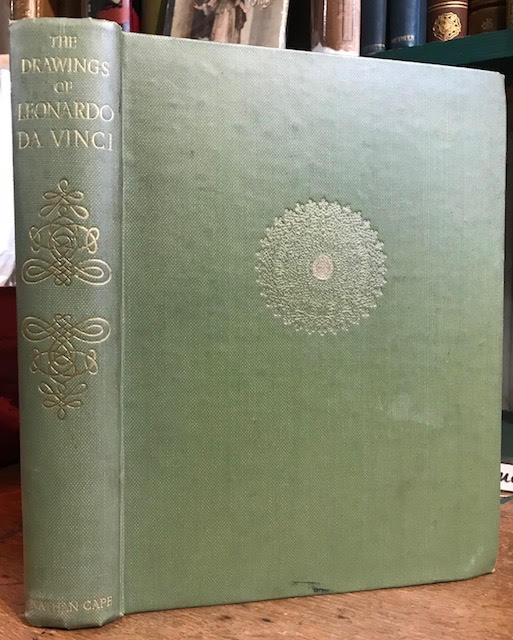 THE
DRAWINGS
OF
LEONARDO
DA VINCI
NATHAN CAPE